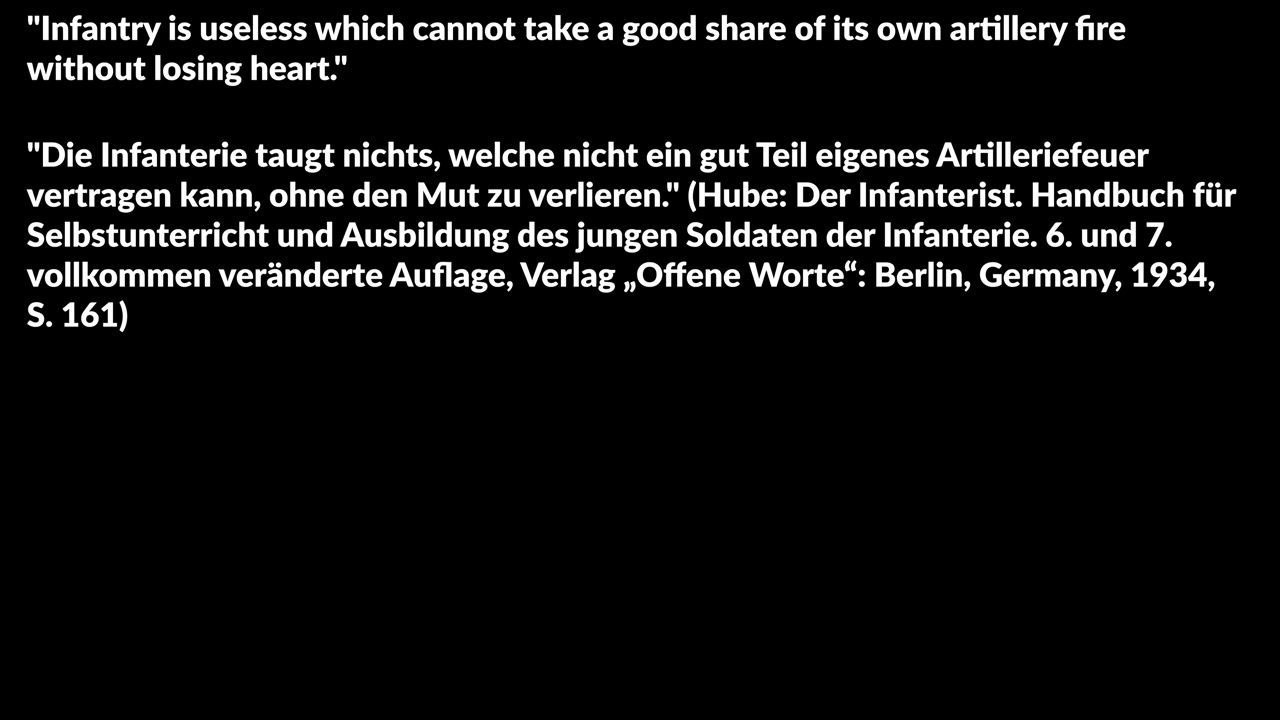 "Infantry is useless which cannot take a good share of its own artillery fire
without losing heart."
"Die Infanterie taugt nichts, welche nicht ein gut Teil eigenes Artilleriefeuer
vertragen kann, ohne den Mut zu verlieren." (Hube: Der Infanterist. Handbuch für
Selbstunterricht und Ausbildung des jungen Soldaten der Infanterie. 6. und 7.
vollkommen veränderte Auflage, Verlag „Offene Worte“: Berlin, Germany, 1934,
S. 161)